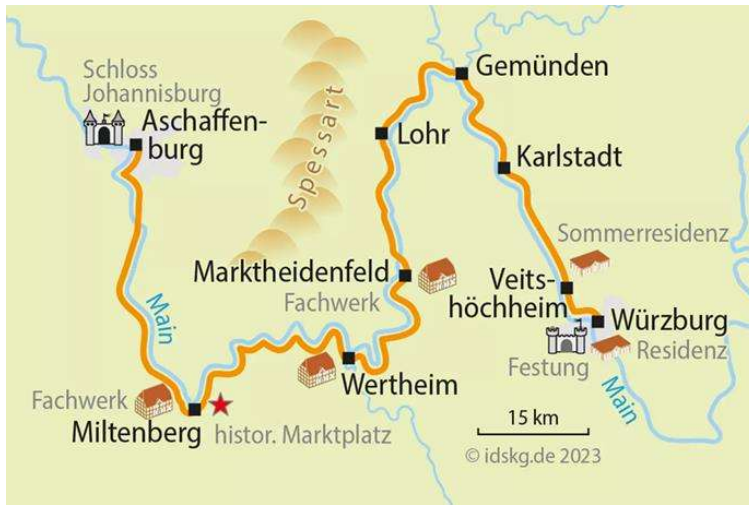 Schloss
Johannisburg
Aschaffen-
burg
Spessart
Gemünden
Lohr
Karlstadt
Sommerresidenz
Marktheidenfeld
Fachwerk
Veits-
höchheim
Würzburg
Festung
Residenz
Main
Main
Wertheim
Fachwerk
Miltenberg
histor. Marktplatz
15 km
© idskg.de 2023